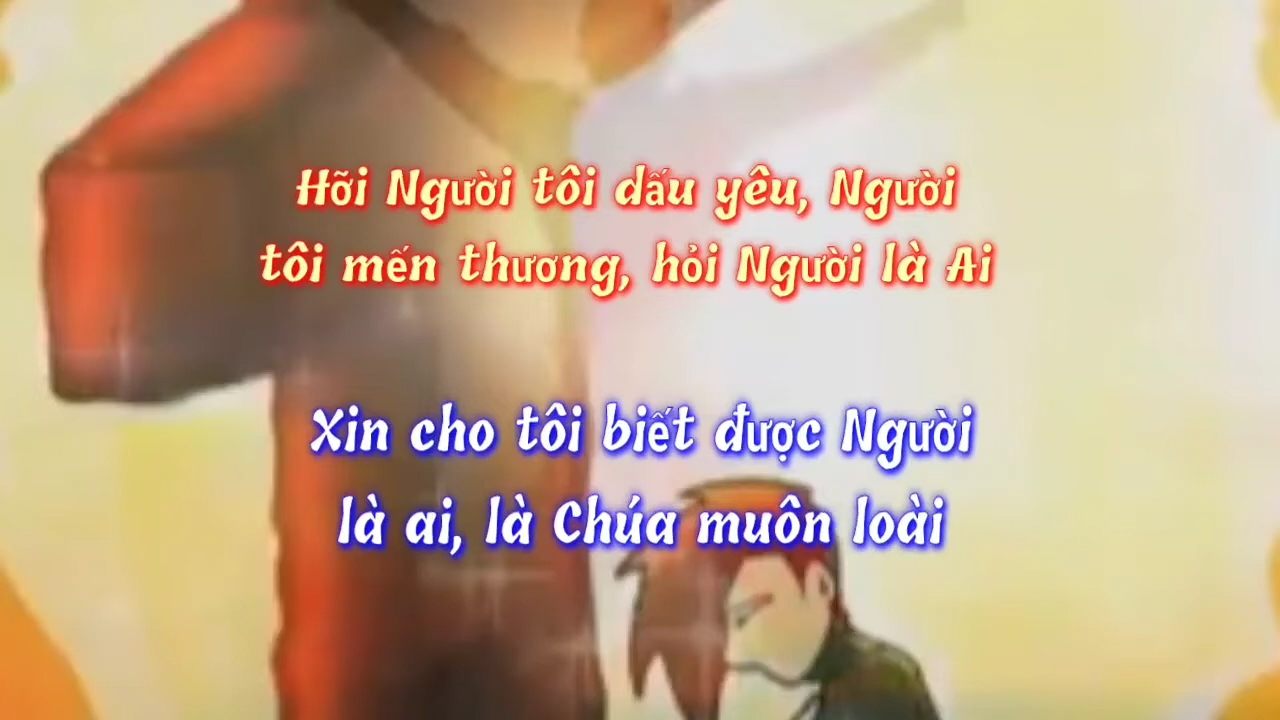 Hỡi Người tôi dấu yêu, Người
tôi mến thương, hỏi Người là Ai
Xin cho tôi biết được Người
là ai, là Chúa muôn loài